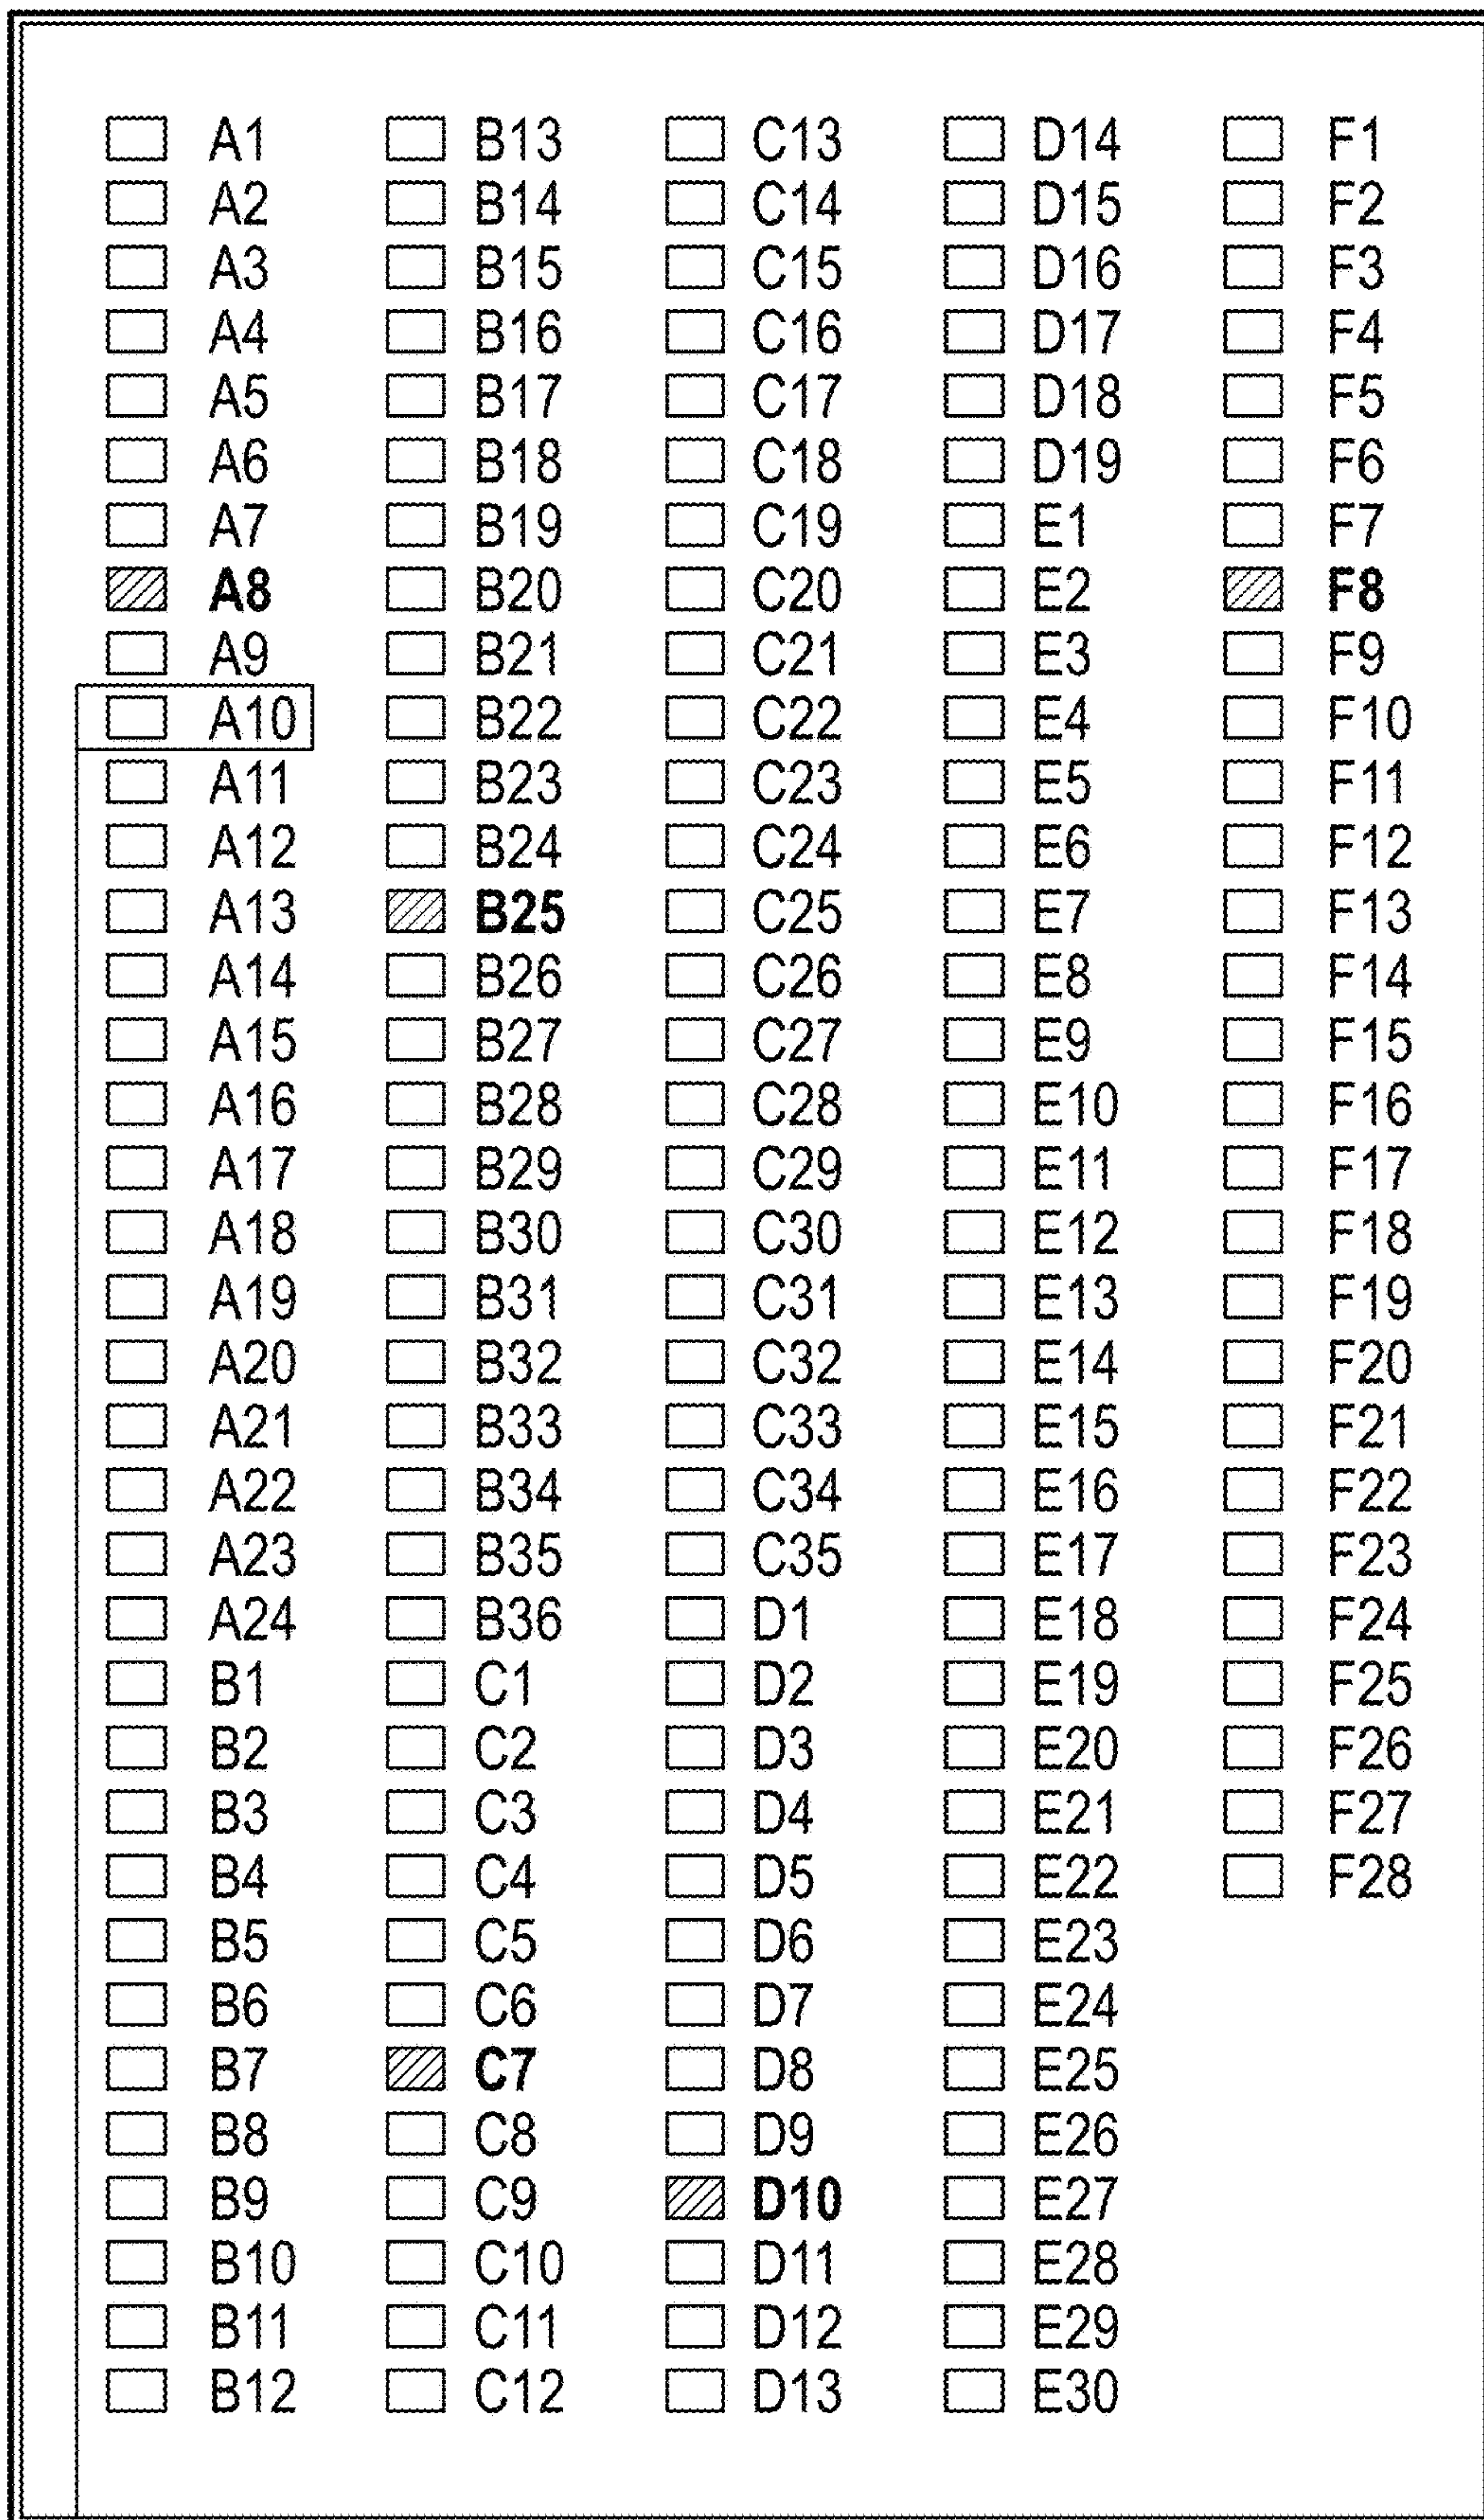 A1 B13 C13 D14 F1
A2 B14 C14 D15 F2
A3 B15 C15 D16 F3
A4 B16 C16 D17 F4
A5 B17 C17 D18 F5
A6 B18 C18 D19 F6
A7 B19 C19 E1 F7
A8 B20 C20 E2 F8
A9 B21 C21 E3 F9
A10 B22 C22 E4 F10
A11 B23 C23 E5 F11
A12 B24 C24 E6 F12
A13 B25 C25 E7 F13
A14 B26 C26 E8 F14
A15 B27 C27 E9 F15
A16 B28 C28 E10 F16
A17 B29 C29 E11 F17
A18 B30 C30 E12 F18
A19 B31 C31 E13 F19
A20 B32 C32 E14 F20
A21 B33 C33 E15 F21
A22 B34 C34 E16 F22
A23 B35 C35 E17 F23
A24 B36 D1 E18 F24
B1 C1 D2 E19 F25
B2 C2 D3 E20 F26
B3 C3 D4 E21 F27
B4 C4 D5 E22 F28
B5 C5 D6 E23
B6 C6 D7 E24
B7 C7 D8 E25
B8 C8 D9 E26
B9 C9 D10 E27
B10 C10 D11 E28
B11 C11 D12 E29
B12 C12 D13 E30